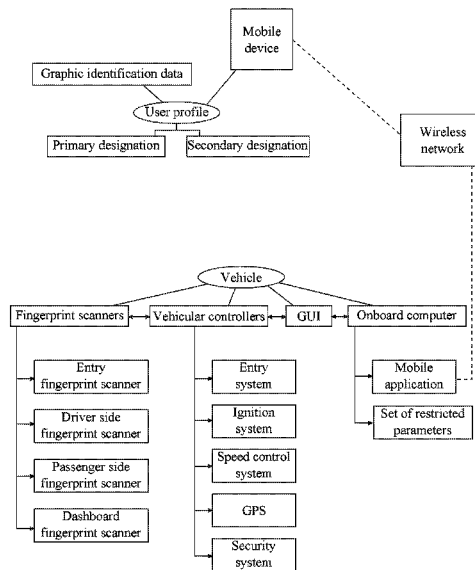 Mobile
device
Graphic identification data
User profile
Primary designation
Secondary designation
Wireless
network
Vehicle
Fingerprint scanners
Vehicular controllers
GUI
Onboard computer
Entry
fingerprint scanner
Driver side
fingerprint scanner
Passenger side
fingerprint scanner
Dashboard
fingerprint scanner
Entry
system
Ignition
system
Speed control
system
GPS
Security
system
Mobile
application
Set of restricted
parameters